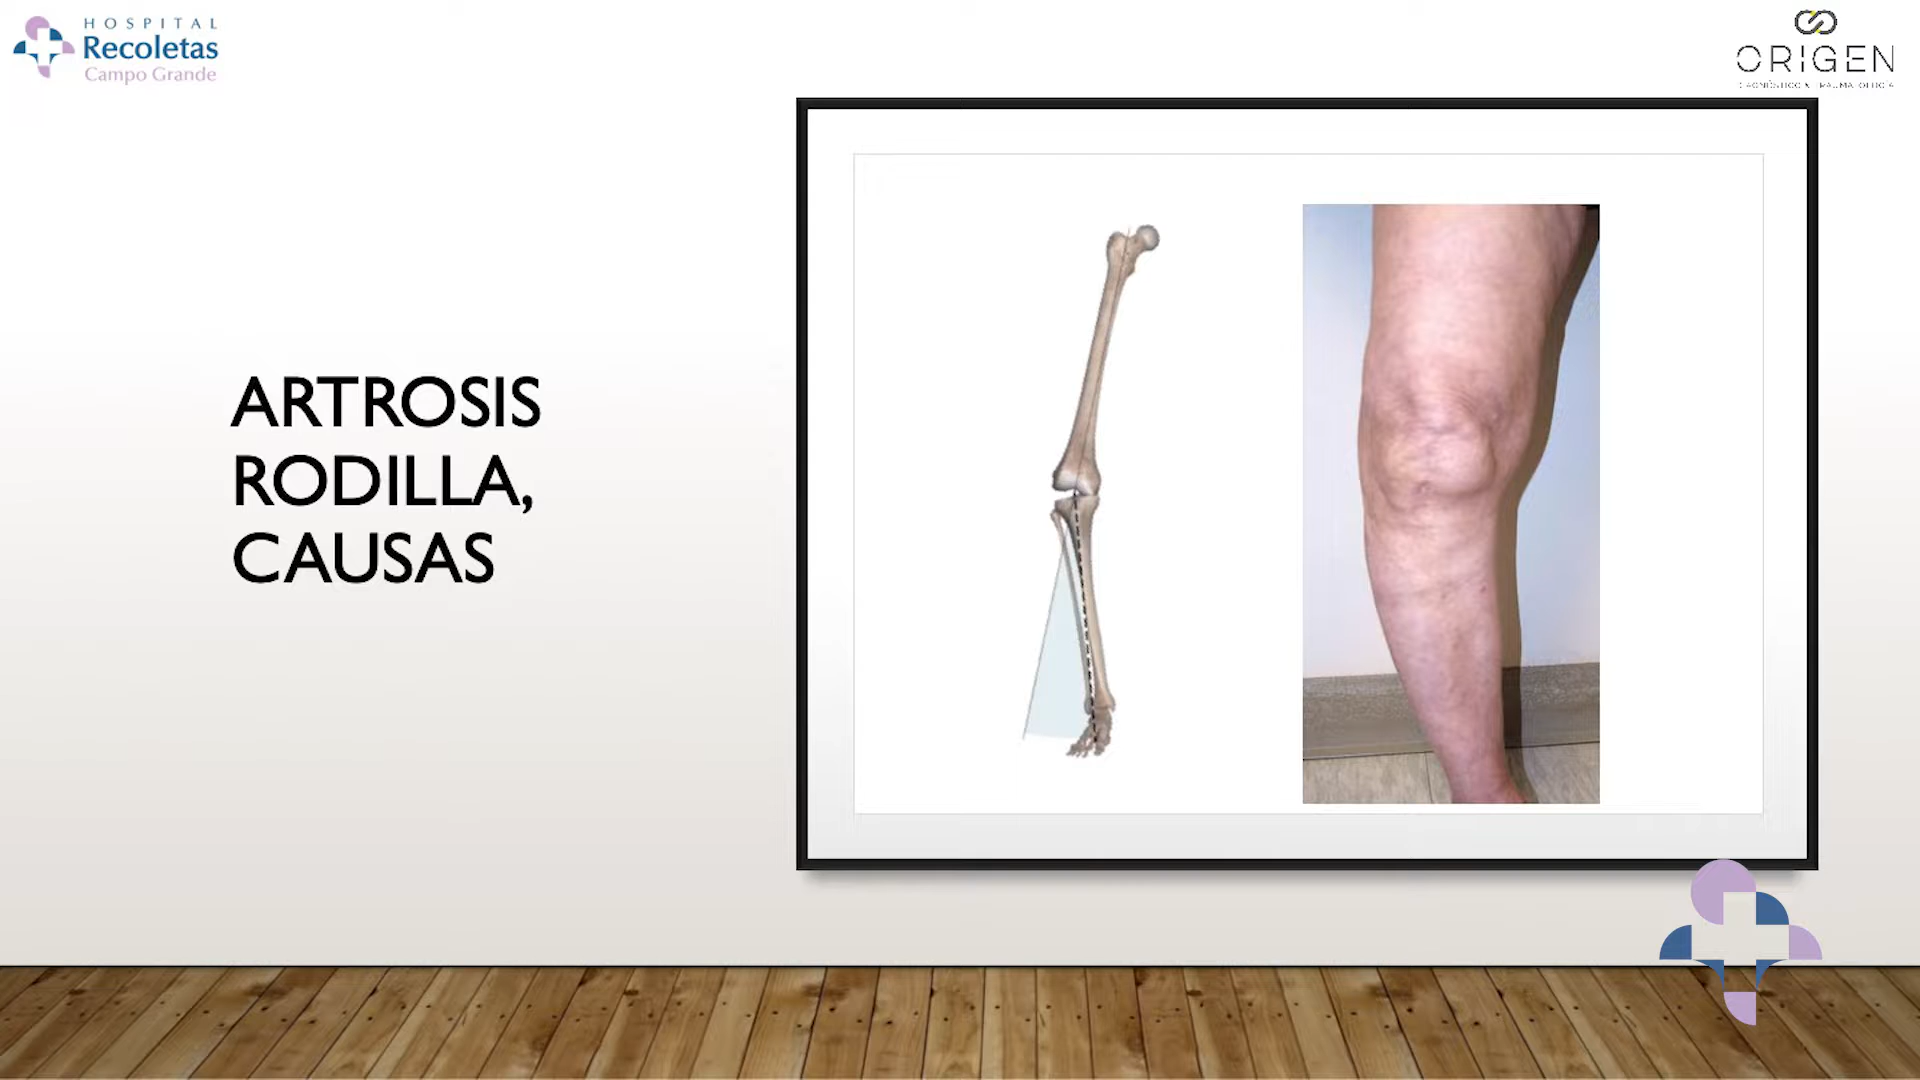 HOSPITAL
Recoletas
Campo Grande
ORIGEN
ARTROSIS
RODILLA,
CAUSAS